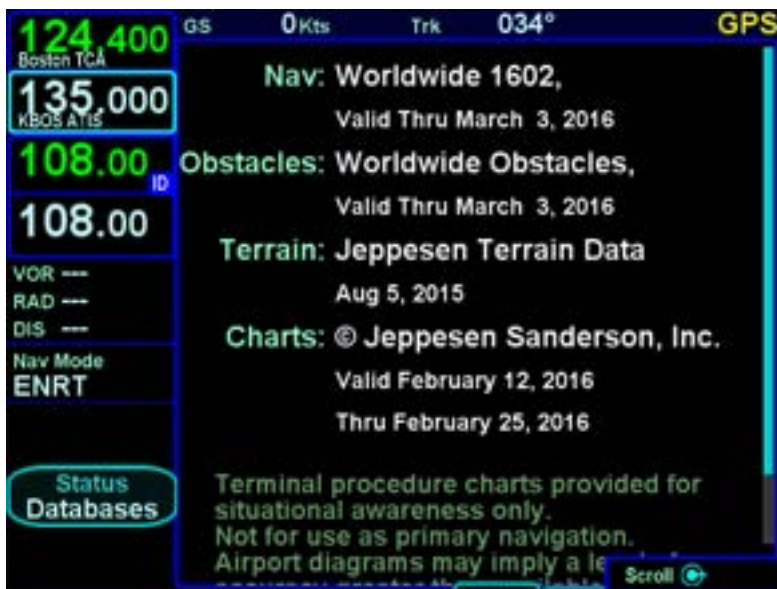 GS 0Kts Trk 034° GPS
124.400
Boston TCA
135.000
KBOS ATIS
108.00
ID
108.00
VOR ---
RAD ---
DIS ---
Nav Mode
ENRT
Status
Databases
Nav: Worldwide 1602,
Valid Thru March 3, 2016
Obstacles: Worldwide Obstacles,
Valid Thru March 3, 2016
Terrain: Jeppesen Terrain Data
Aug 5, 2015
Charts: © Jeppesen Sanderson, Inc.
Valid February 12, 2016
Thru February 25, 2016
Terminal procedure charts provided for
situational awareness only.
Not for use as primary navigation.
Airport diagrams may imply a
Scroll